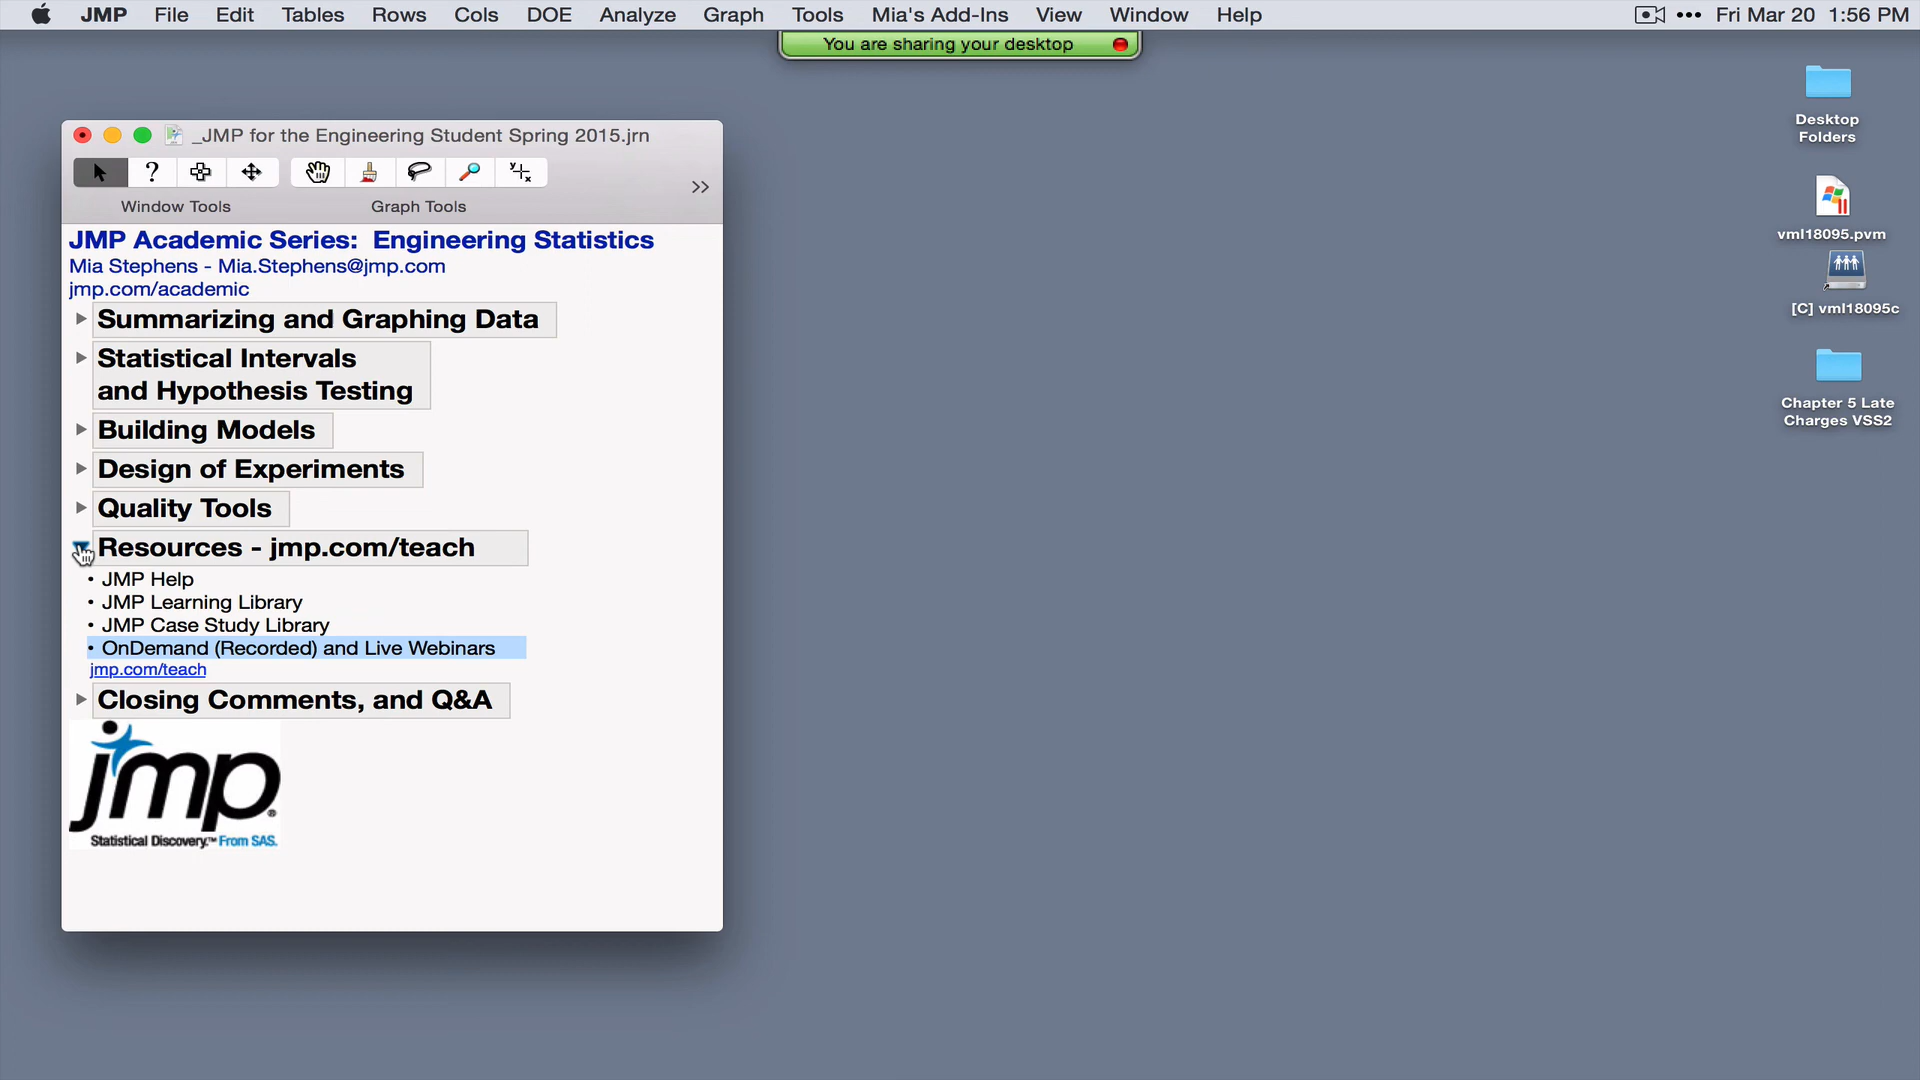 JMP File Edit Tables Rows Cols DOE Analyze Graph Tools Mia's Add-Ins View Window Help Fri Mar 20 1:56 PM
You are sharing your desktop
Desktop
Folders
vml18095.pvm
[C] vml18095c
Chapter 5 Late
Charges VSS2
_JMP for the Engineering Student Spring 2015.jrn
Window Tools Graph Tools
JMP Academic Series: Engineering Statistics
Mia Stephens - Mia.Stephens@jmp.com
jmp.com/academic
Summarizing and Graphing Data
Statistical Intervals
and Hypothesis Testing
Building Models
Design of Experiments
Quality Tools
Resources - jmp.com/teach
• JMP Help
• JMP Learning Library
• JMP Case Study Library
• OnDemand (Recorded) and Live Webinars
jmp.com/teach
Closing Comments, and Q&A
jmp®
Statistical Discovery.™ From SAS.